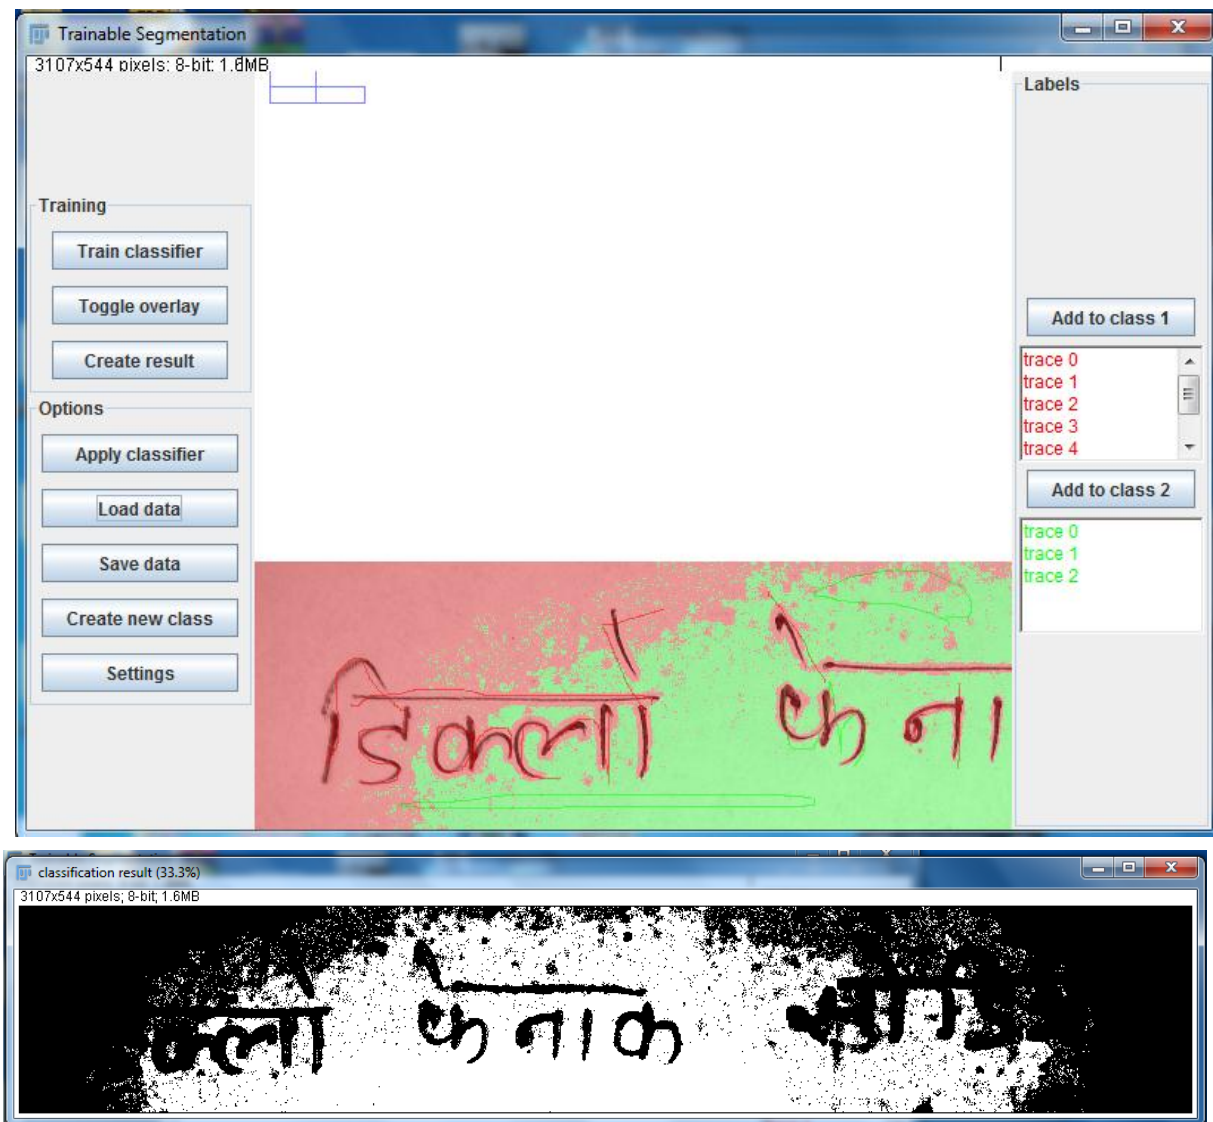 Trainable Segmentation
3107x544 pixels; 8-bit; 1.6MB
Training
Train classifier
Toggle overlay
Create result
Options
Apply classifier
Load data
Save data
Create new class
Settings
डिक्लो फेना
Labels
Add to class 1
trace 0
trace 1
trace 2
trace 3
trace 4
Add to class 2
trace 0
trace 1
trace 2
classification result (33.3%)
3107x544 pixels; 8-bit; 1.6MB
क्लो फेनाक